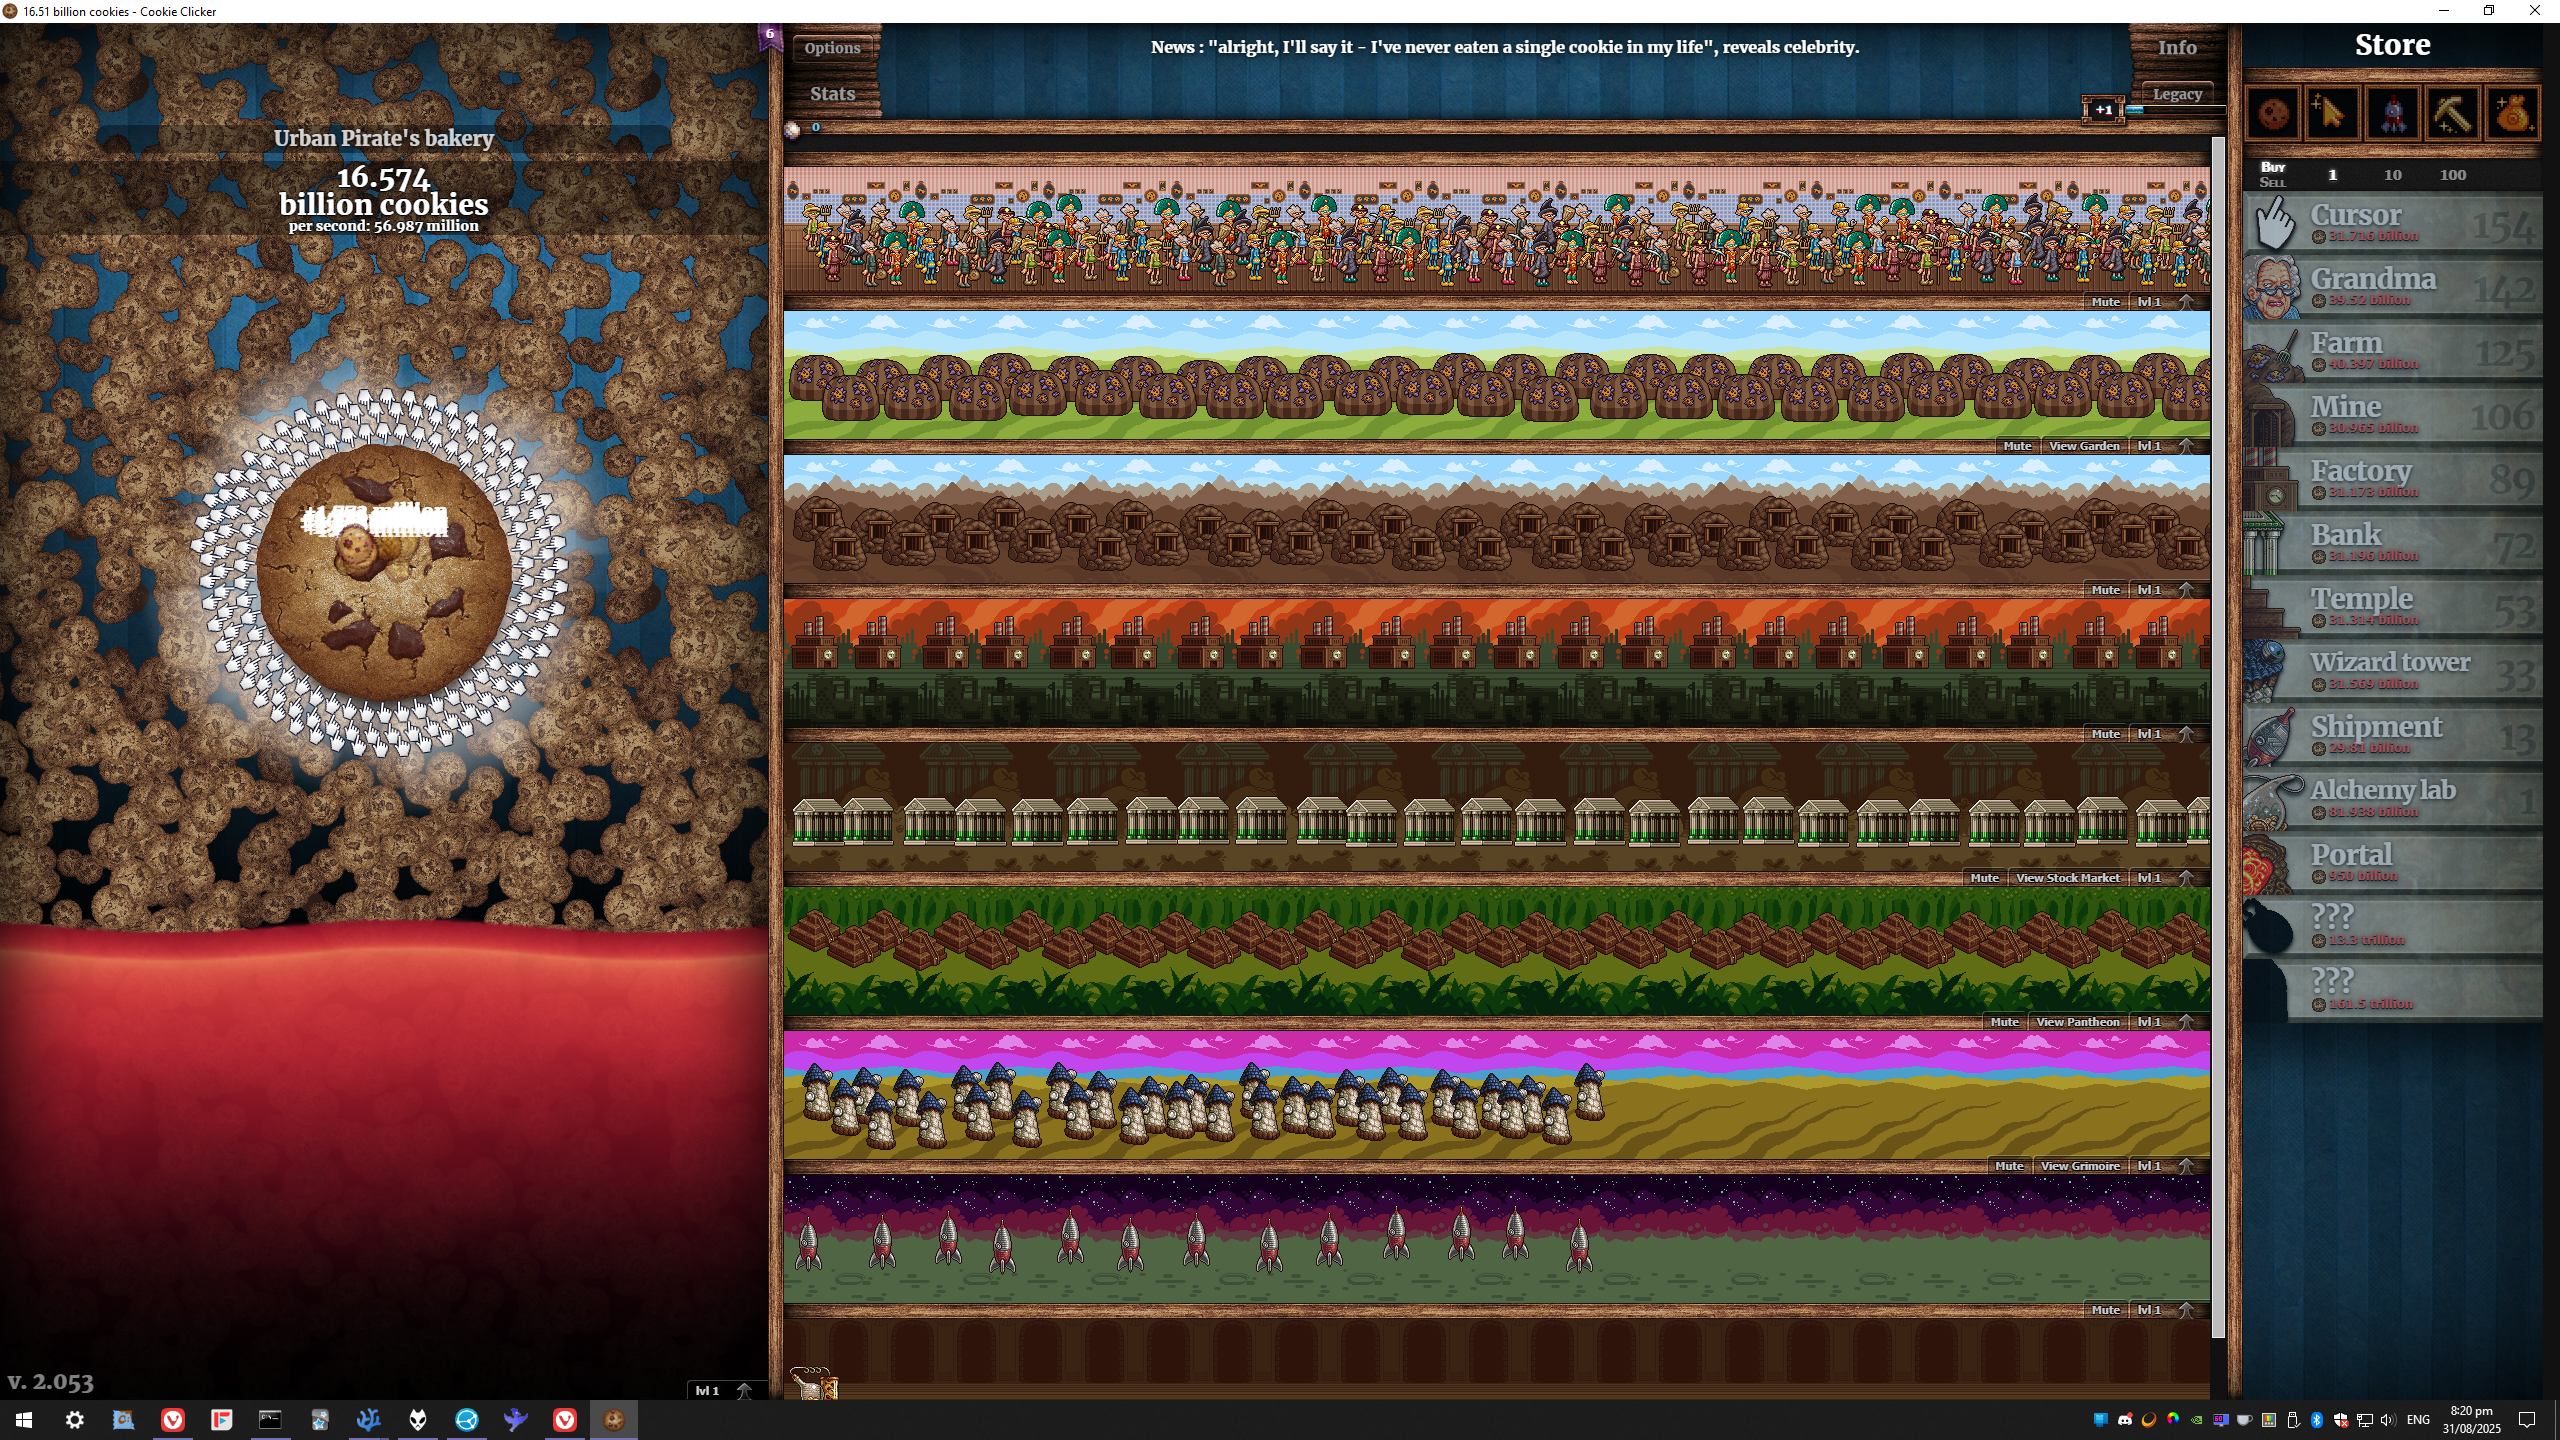 16.51 billion cookies - Cookie Clicker
6
Options
Stats
News : "alright, I'll say it - I've never eaten a single cookie in my life", reveals celebrity.
Info
Legacy
+1
0
Urban Pirate's bakery
16.574
billion cookies
per second: 56.987 million
Store
Buy
Sell
1
10
100
Cursor
31.716 billion
154
Grandma
39.52 billion
142
Farm
40.397 billion
125
Mine
30.965 billion
106
Factory
31.173 billion
89
Bank
31.196 billion
72
Temple
31.314 billion
53
Wizard tower
31.569 billion
33
Shipment
29.81 billion
13
Alchemy lab
81.938 billion
1
Portal
950 billion
???
13.3 trillion
???
161.5 trillion
Mute lvl 1
Mute View Garden lvl 1
Mute lvl 1
Mute lvl 1
Mute View Stock Market lvl 1
Mute View Pantheon lvl 1
Mute View Grimoire lvl 1
Mute lvl 1
v. 2.053
lvl 1
ENG
8:20 pm
31/08/2025